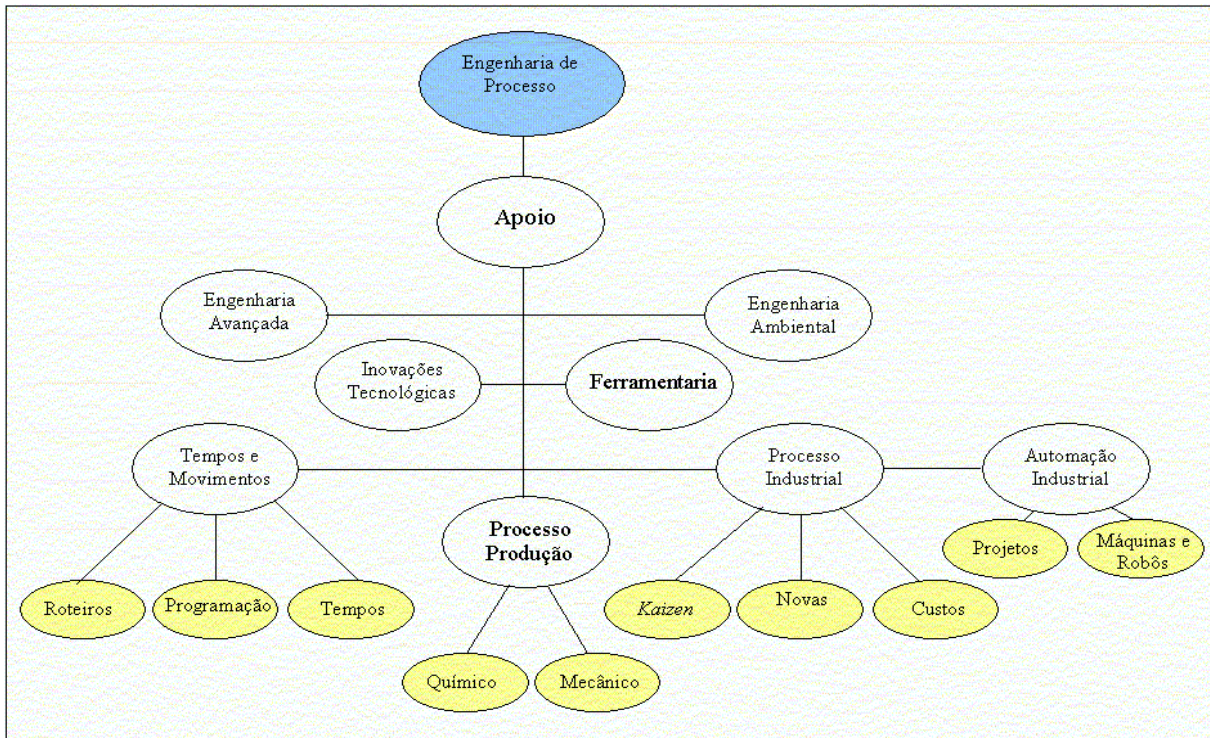 Engenharia de
Processo
Apoio
Engenharia
Avançada
Engenharia
Ambiental
Inovações
Tecnológicas
Ferramentaria
Tempos e
Movimentos
Processo
Industrial
Automação
Industrial
Processo
Produção
Projetos
Máquinas e
Robôs
Roteiros
Programação
Tempos
Kaizen
Novas
Custos
Químico
Mecânico